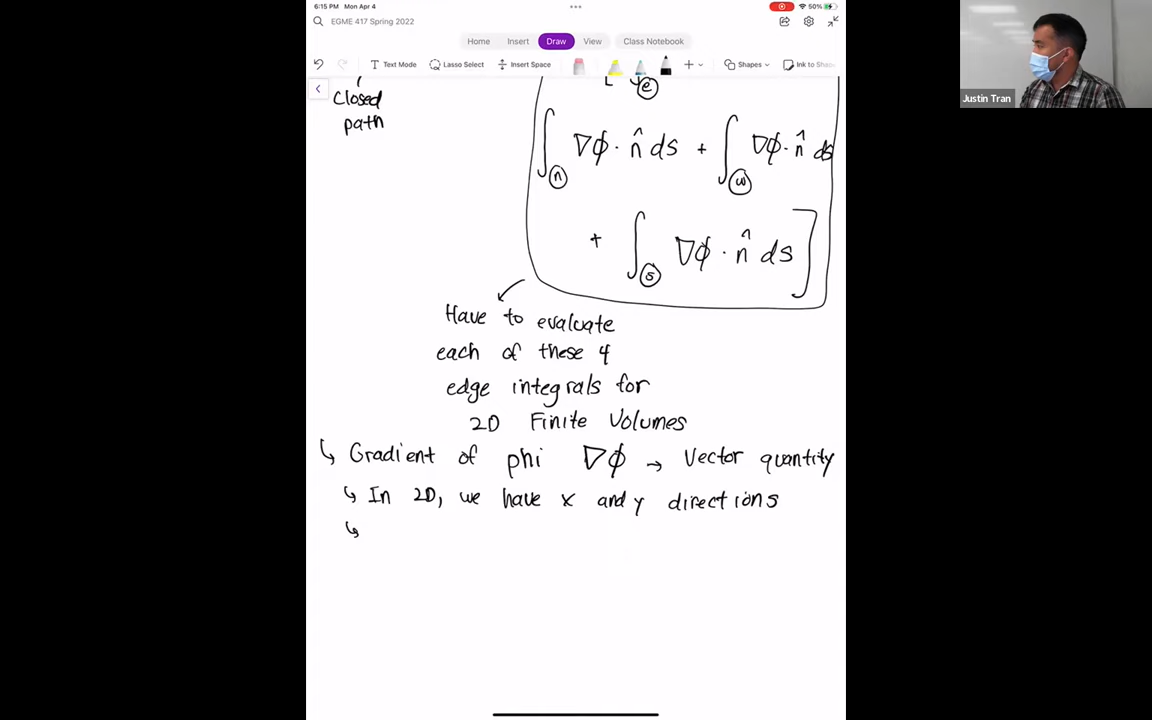 6:15 PM Mon Apr 4
50%
EGME 417 Spring 2022
Home Insert Draw View Class Notebook
Text Mode Lasso Select Insert Space Shapes Ink to Shape
Justin Tran
closed
path
e
∫ⓝ ∇ϕ · n̂ ds + ∫ⓦ ∇ϕ · n̂ ds
+ ∫ⓢ ∇ϕ · n̂ ds ]
Have to evaluate
each of these 4
edge integrals for
2D Finite Volumes
↳ Gradient of phi ∇ϕ → Vector quantity
↳ In 2D, we have x and y directions
↳